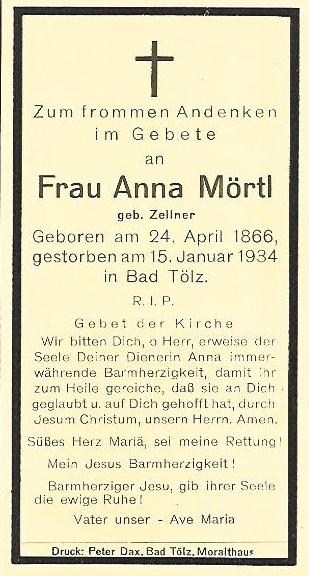 Zum frommen Andenken
im Gebete
an
Frau Anna Mörtl
geb. Zellner
Geboren am 24. April 1866,
gestorben am 15. Januar 1934
in Bad Tölz.
R. I. P.
Gebet der Kirche
Wir bitten Dich, o Herr, erweise der
Seele Deiner Dienerin Anna immer-
währende Barmherzigkeit, damit ihr
zum Heile gereiche, daß sie an Dich
geglaubt u. auf Dich gehofft hat, durch
Jesum Christum, unsern Herrn. Amen.
Süßes Herz Mariä, sei meine Rettung!
Mein Jesus Barmherzigkeit!
Barmherziger Jesu, gib ihrer Seele
die ewige Ruhe!
Vater unser - Ave Maria
Druck: Peter Dax, Bad Tölz, Moralthaus